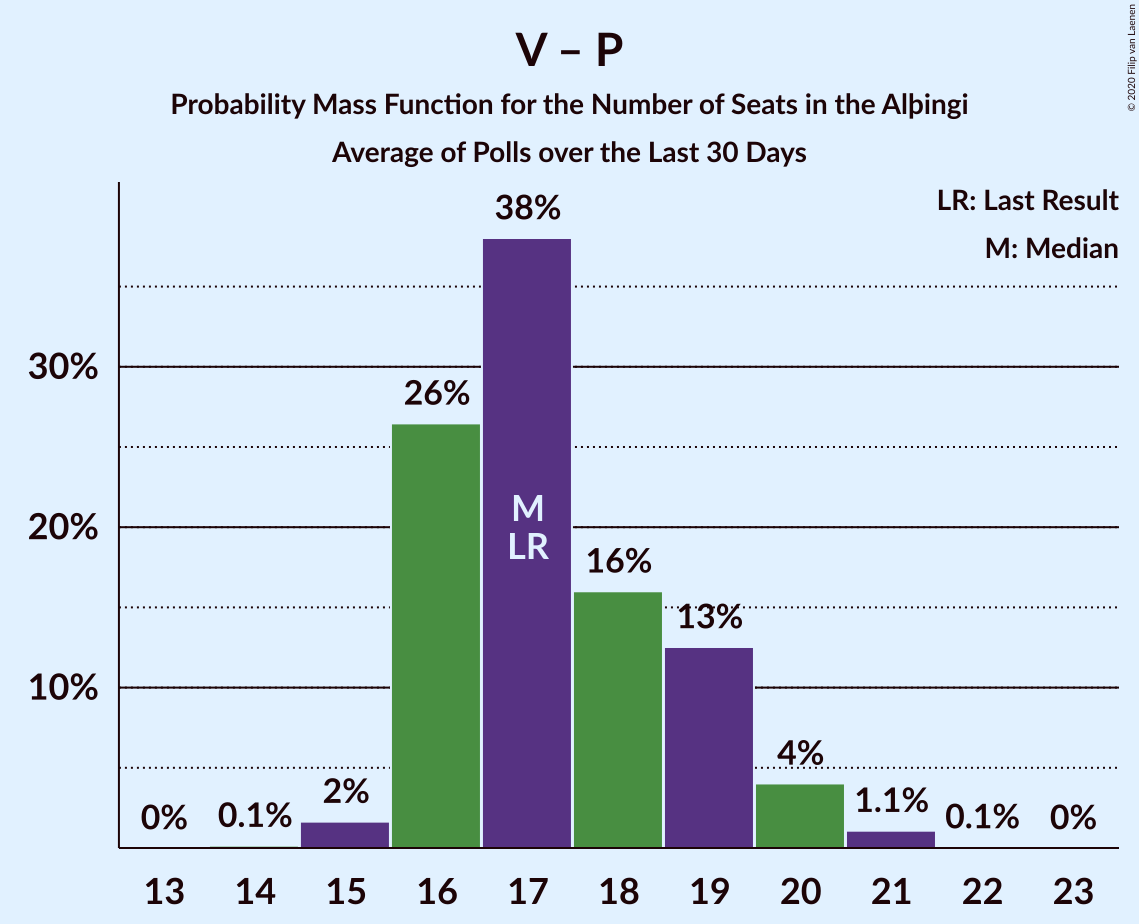 V – P
Probability Mass Function for the Number of Seats in the Alþingi
Average of Polls over the Last 30 Days
© 2020 Filip van Laenen
LR: Last Result
M: Median
38%
30%
26%
M
LR
20%
16%
13%
10%
4%
2%
1.1%
0%
0.1%
0.1%
0%
13 14 15 16 17 18 19 20 21 22 23